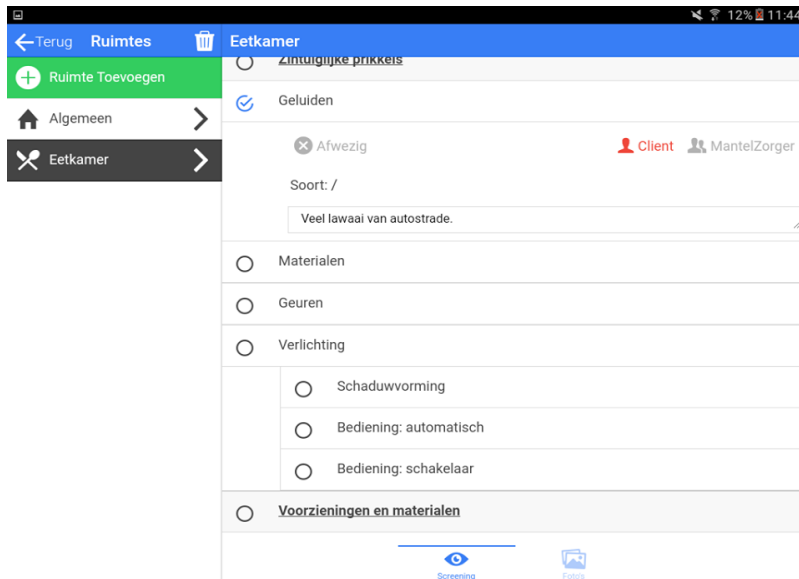 12% 11:44
Terug Ruimtes
Eetkamer
Ruimte Toevoegen
Algemeen
Eetkamer
Zintuiglijke prikkels
Geluiden
Afwezig Client MantelZorger
Soort: /
Veel lawaai van autostrade.
Materialen
Geuren
Verlichting
Schaduwvorming
Bediening: automatisch
Bediening: schakelaar
Voorzieningen en materialen
Screening Foto's